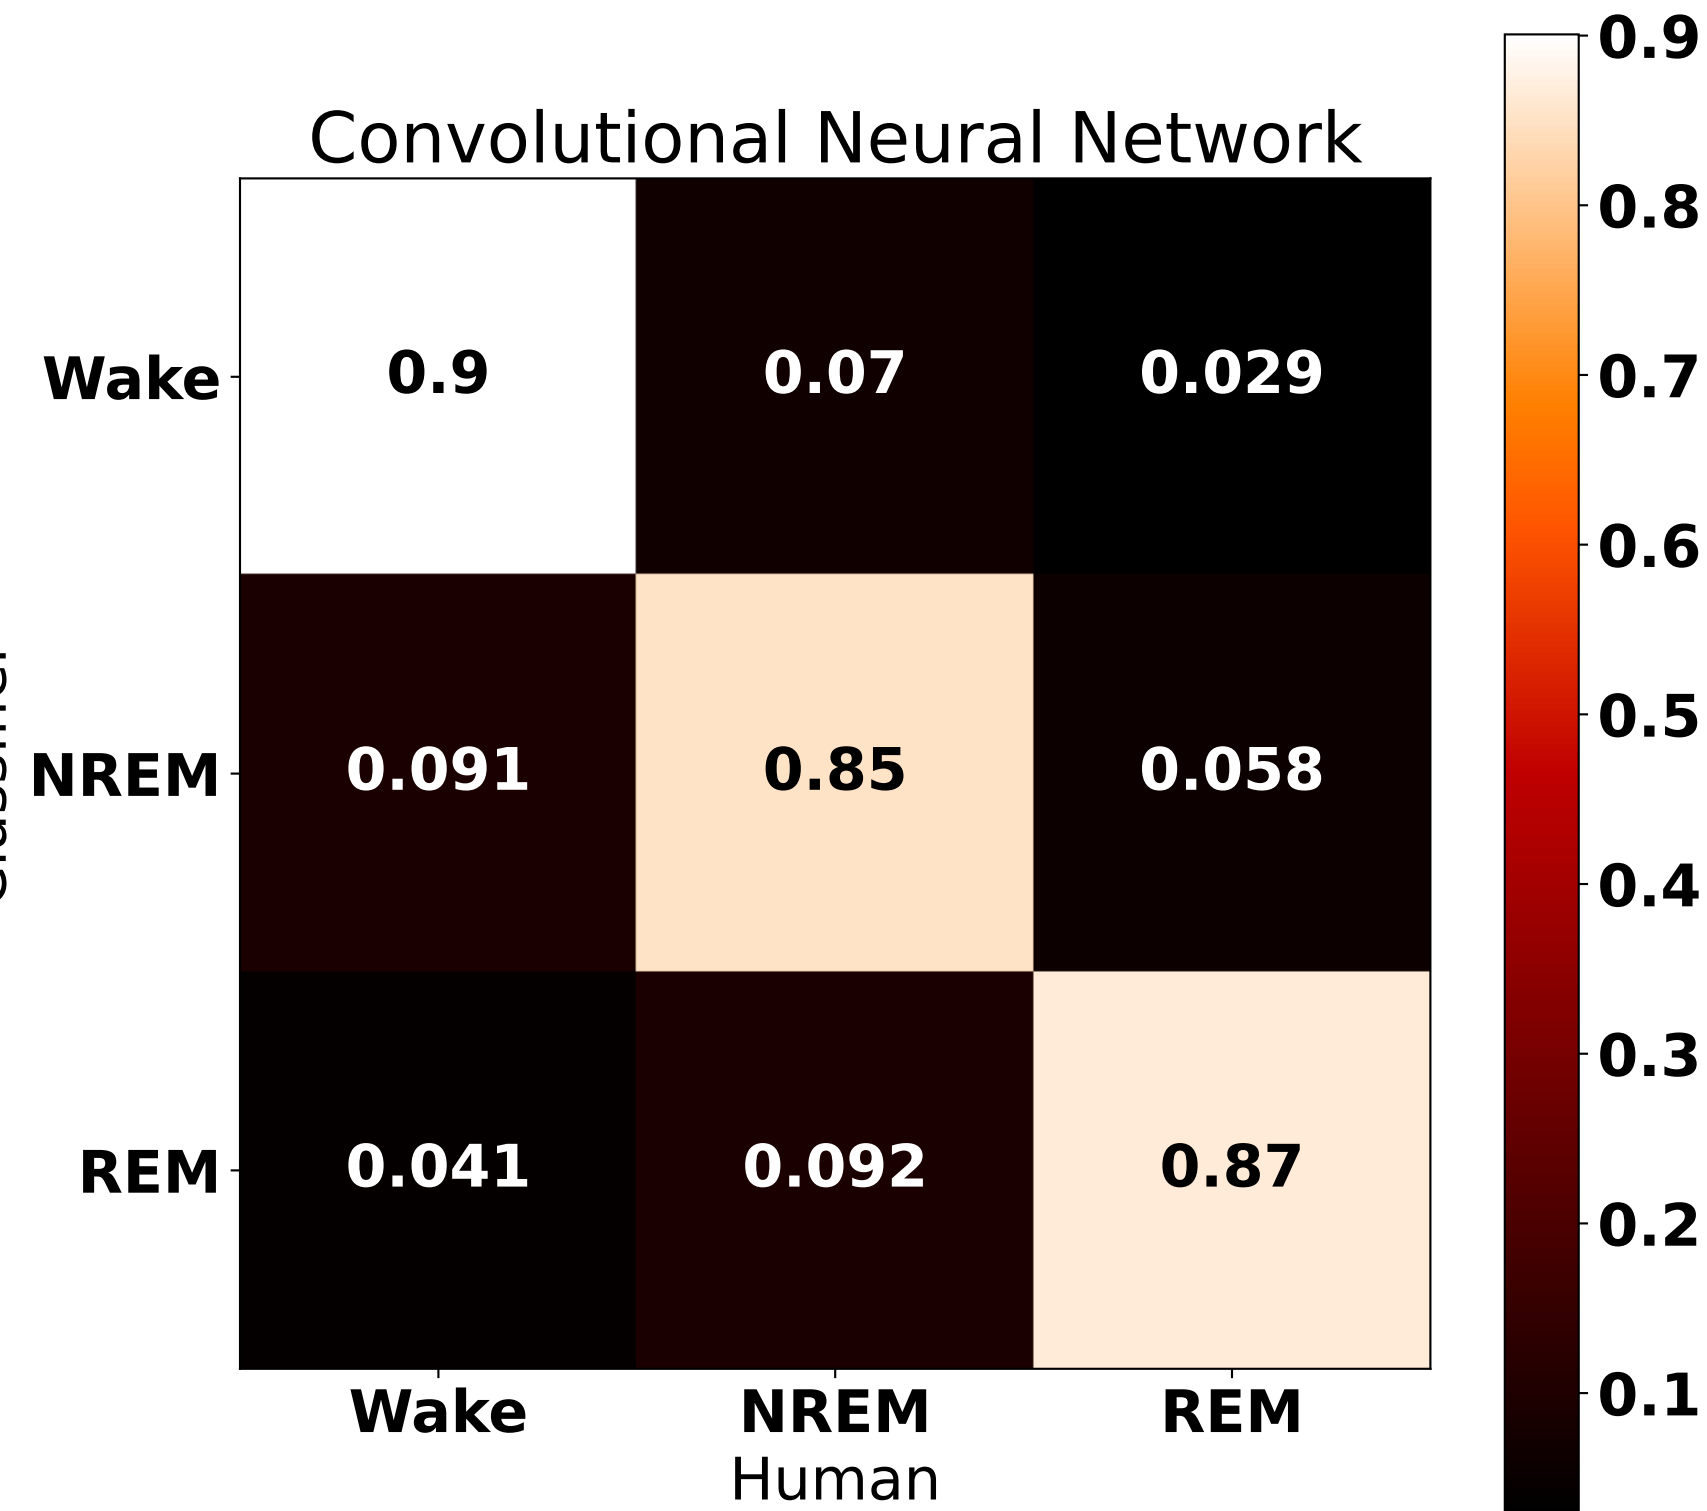 Convolutional Neural Network
0.9
0.8
0.7
0.6
0.5
0.4
0.3
0.2
0.1
Wake 0.9 0.07 0.029
NREM 0.091 0.85 0.058
REM 0.041 0.092 0.87
Wake NREM REM
Human